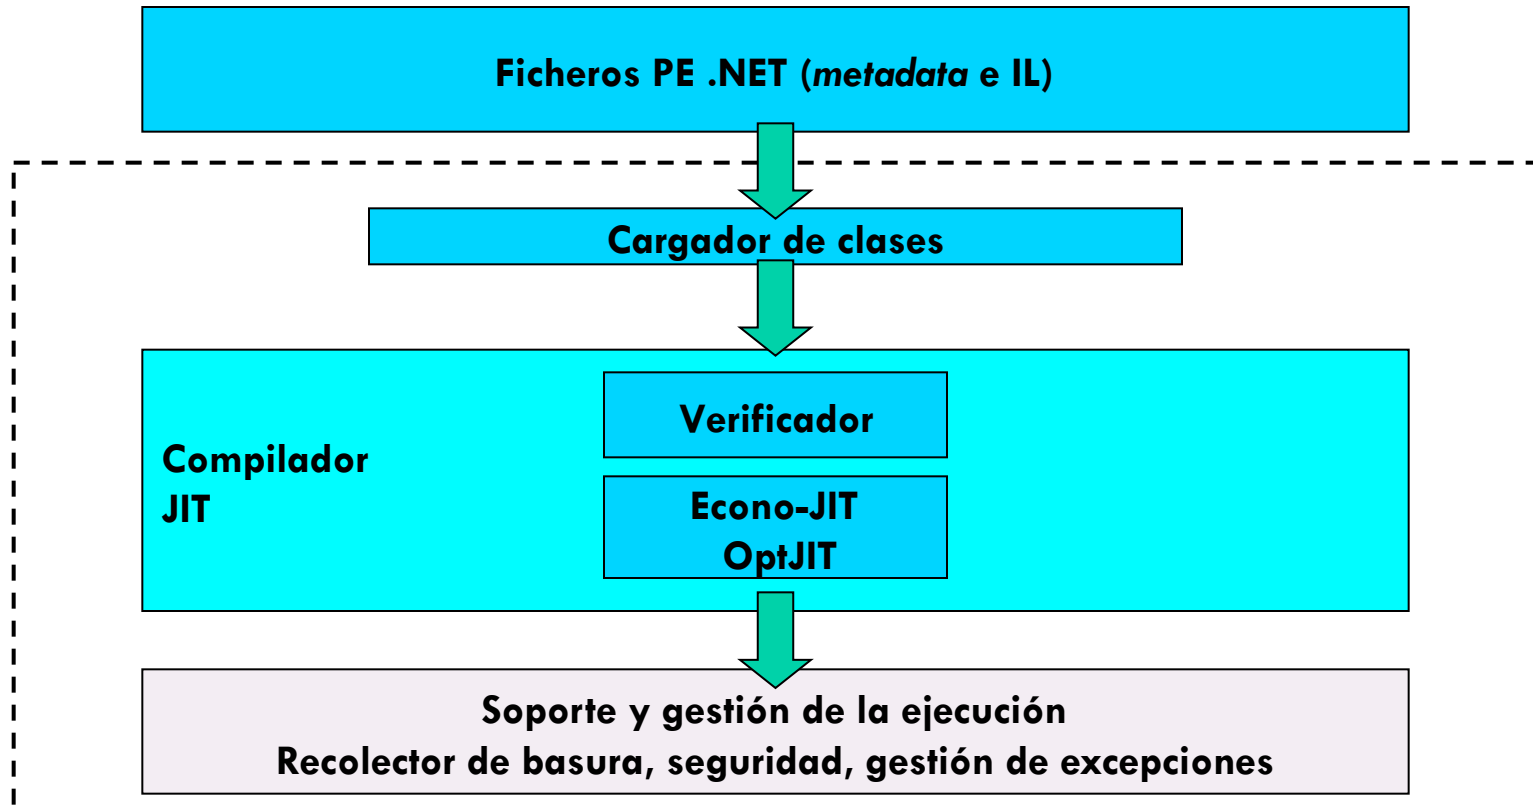 Ficheros PE .NET (metadata e IL)
Cargador de clases
Verificador
Compilador
JIT
Econo-JIT
OptJIT
Soporte y gestión de la ejecución
Recolector de basura, seguridad, gestión de excepciones